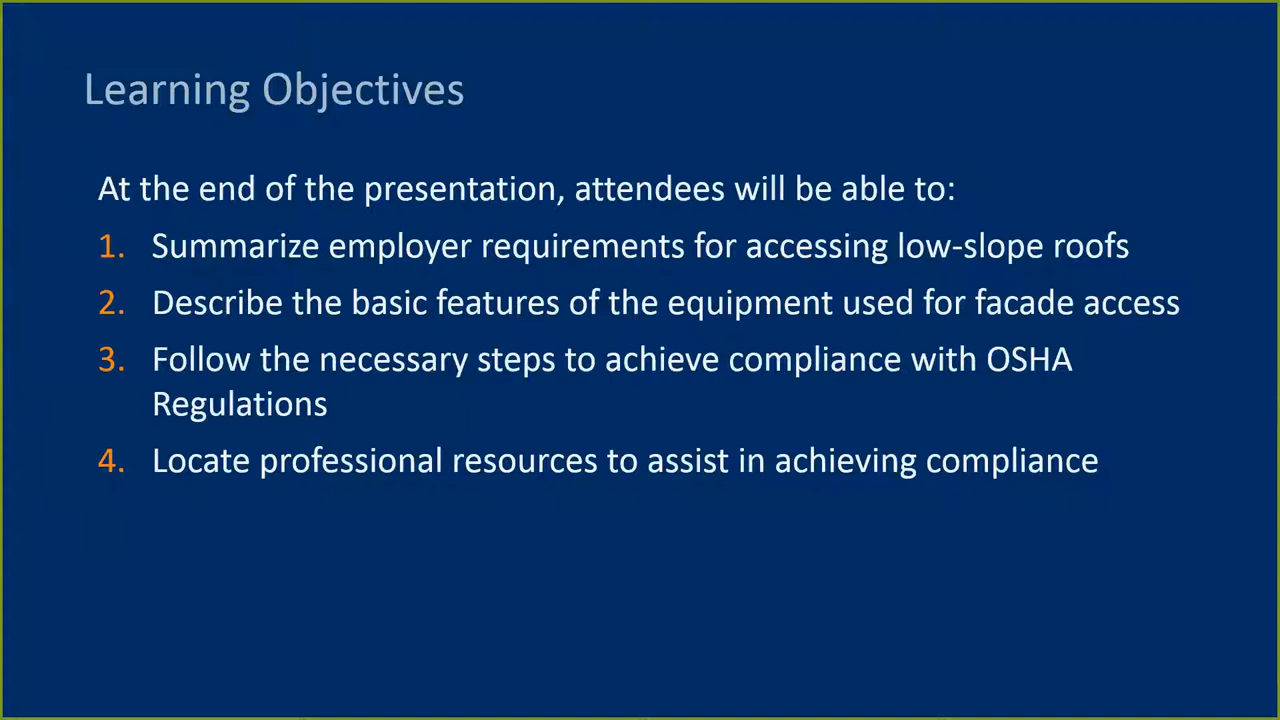 Learning Objectives
At the end of the presentation, attendees will be able to:
1. Summarize employer requirements for accessing low-slope roofs
2. Describe the basic features of the equipment used for facade access
3. Follow the necessary steps to achieve compliance with OSHA
Regulations
4. Locate professional resources to assist in achieving compliance